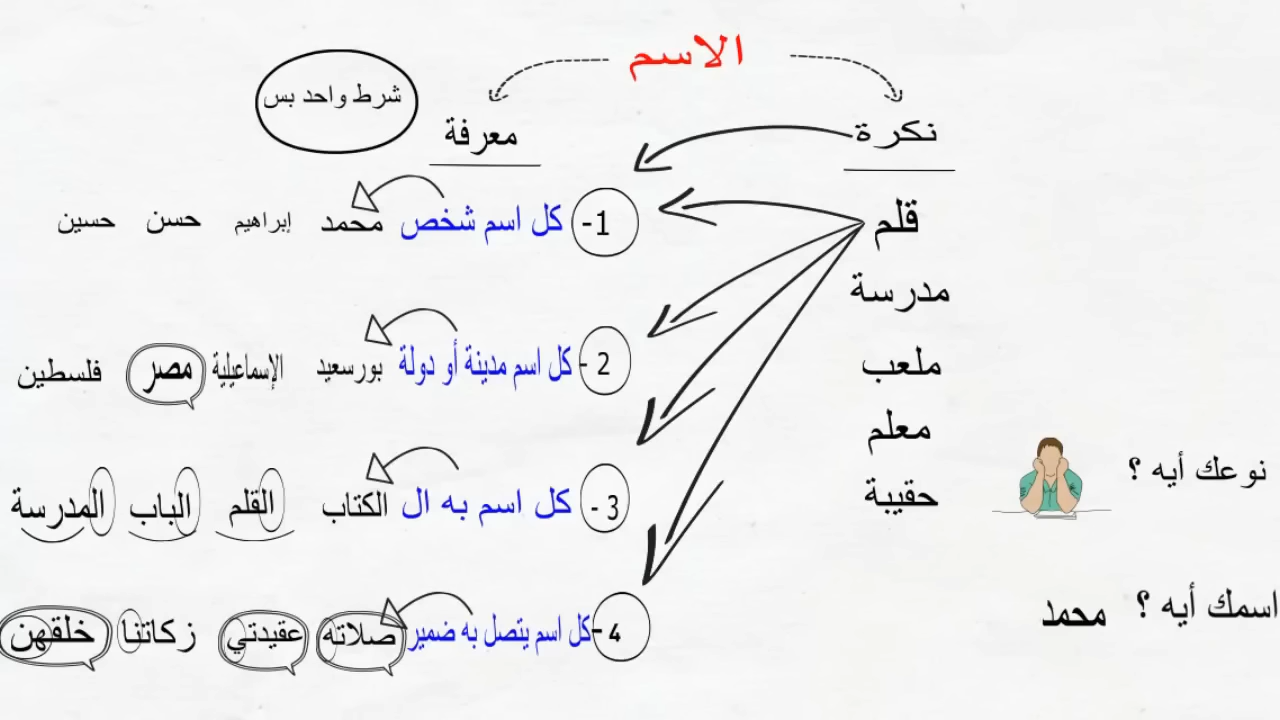 الاسم
نكرة
معرفة
شرط واحد بس
قلم
مدرسة
ملعب
معلم
حقيبة
1- كل اسم شخص محمد إبراهيم حسن حسين
2 - كل اسم مدينة أو دولة بورسعيد الإسماعيلية مصر فلسطين
3 - كل اسم به ال الكتاب القلم الباب المدرسة
4- كل اسم يتصل به ضمير صلاته عقيدتي زكاتنا خلقهن
نوعك أيه ؟
اسمك أيه ؟ محمد